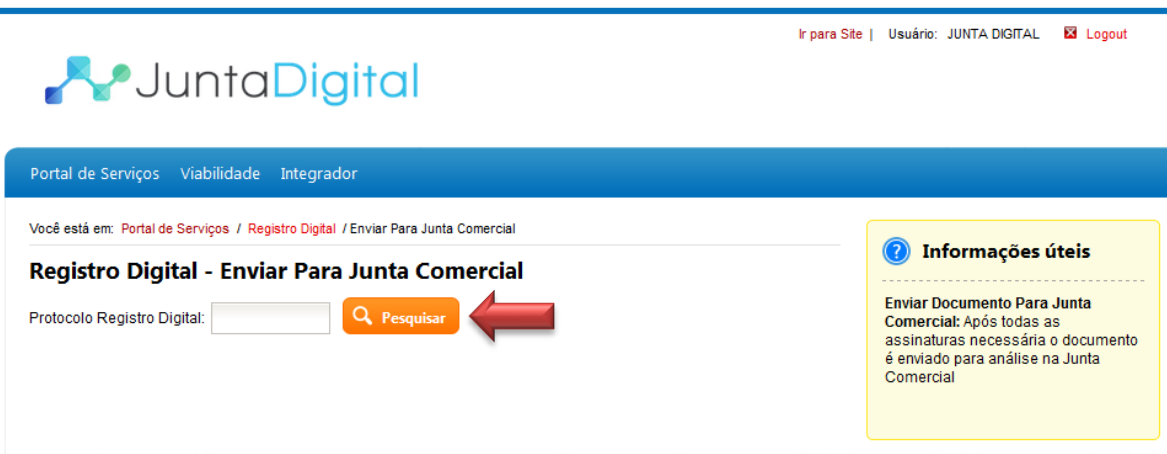 Ir para Site | Usuário: JUNTA DIGITAL Logout
JuntaDigital
Portal de Serviços Viabilidade Integrador
Você está em: Portal de Serviços / Registro Digital / Enviar Para Junta Comercial
Registro Digital - Enviar Para Junta Comercial
Protocolo Registro Digital: Pesquisar
Informações úteis
Enviar Documento Para Junta
Comercial: Após todas as
assinaturas necessária o documento
é enviado para análise na Junta
Comercial